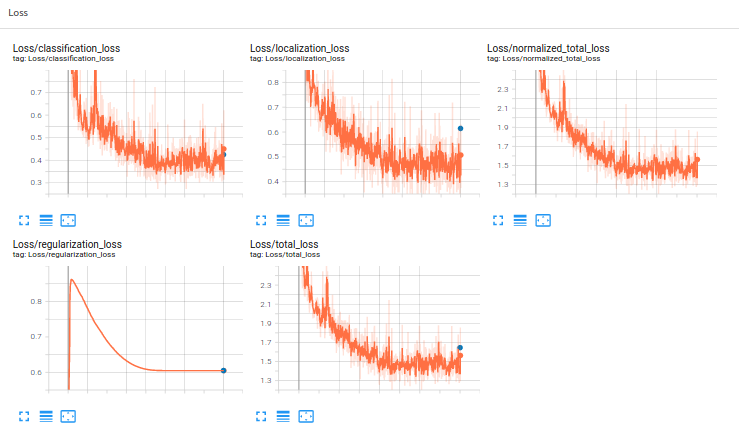 Loss
Loss/classification_loss
tag: Loss/classification_loss
0.7
0.6
0.5
0.4
0.3
Loss/localization_loss
tag: Loss/localization_loss
0.8
0.7
0.6
0.5
0.4
Loss/normalized_total_loss
tag: Loss/normalized_total_loss
2.3
2.1
1.9
1.7
1.5
1.3
Loss/regularization_loss
tag: Loss/regularization_loss
0.8
0.7
0.6
Loss/total_loss
tag: Loss/total_loss
2.3
2.1
1.9
1.7
1.5
1.3